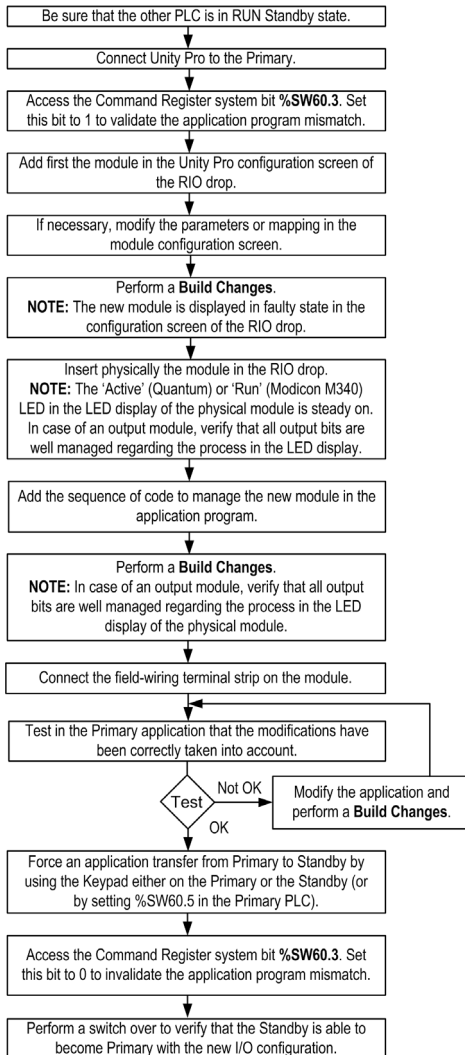 Be sure that the other PLC is in RUN Standby state.
Connect Unity Pro to the Primary.
Access the Command Register system bit %SW60.3. Set
this bit to 1 to validate the application program mismatch.
Add first the module in the Unity Pro configuration screen of
the RIO drop.
If necessary, modify the parameters or mapping in the
module configuration screen.
Perform a Build Changes.
NOTE: The new module is displayed in faulty state in the
configuration screen of the RIO drop.
Insert physically the module in the RIO drop.
NOTE: The ‘Active’ (Quantum) or ‘Run’ (Modicon M340)
LED in the LED display of the physical module is steady on.
In case of an output module, verify that all output bits are
well managed regarding the process in the LED display.
Add the sequence of code to manage the new module in the
application program.
Perform a Build Changes.
NOTE: In case of an output module, verify that all output
bits are well managed regarding the process in the LED
display of the physical module.
Connect the field-wiring terminal strip on the module.
Test in the Primary application that the modifications have
been correctly taken into account.
Test
Not OK
Modify the application and
perform a Build Changes.
OK
Force an application transfer from Primary to Standby by
using the Keypad either on the Primary or the Standby (or
by setting %SW60.5 in the Primary PLC).
Access the Command Register system bit %SW60.3. Set
this bit to 0 to invalidate the application program mismatch.
Perform a switch over to verify that the Standby is able to
become Primary with the new I/O configuration.